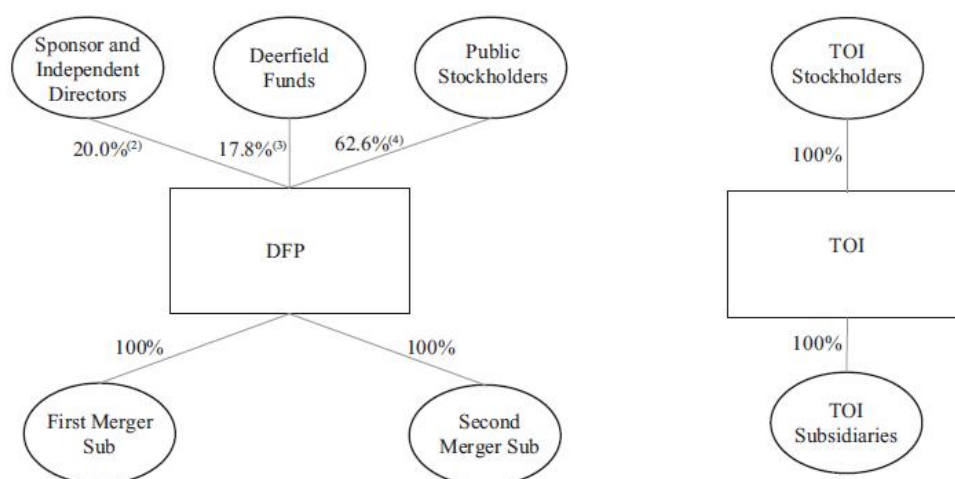 Sponsor and
Independent
Directors
Deerfield
Funds
Public
Stockholders
TOI
Stockholders
20.0%(2)
17.8%(3)
62.6%(4)
100%
DFP
TOI
100%
100%
100%
First Merger
Sub
Second
Merger Sub
TOI
Subsidiaries